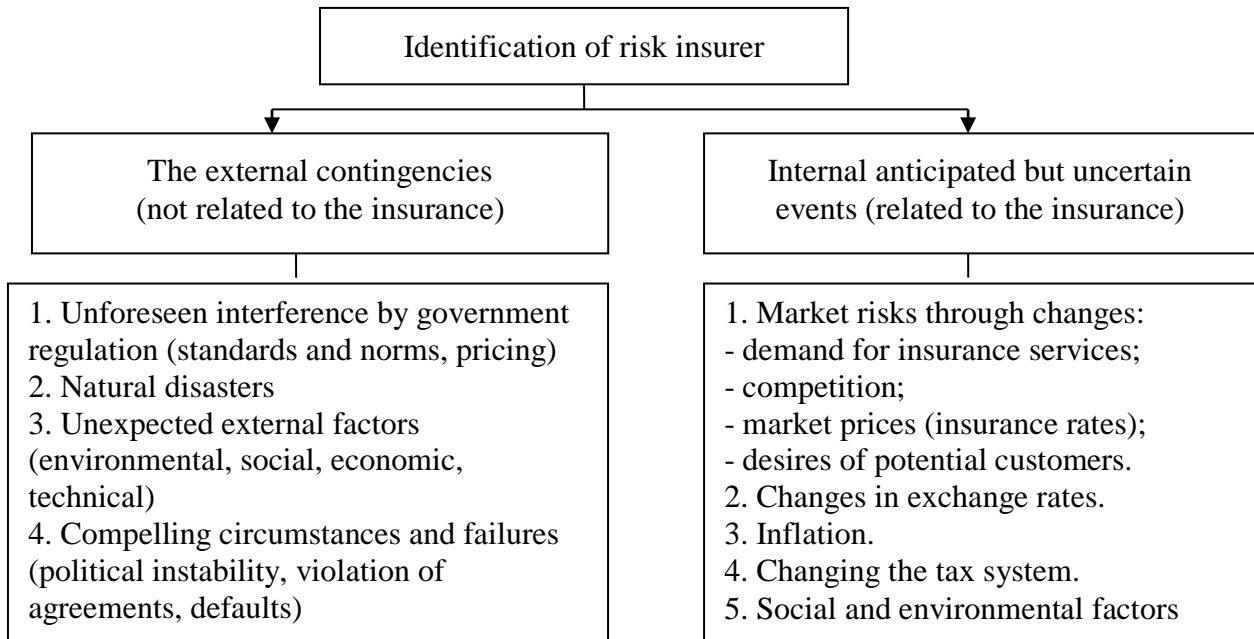 Identification of risk insurer
The external contingencies
(not related to the insurance)
Internal anticipated but uncertain
events (related to the insurance)
1. Unforeseen interference by government
regulation (standards and norms, pricing)
2. Natural disasters
3. Unexpected external factors
(environmental, social, economic,
technical)
4. Compelling circumstances and failures
(political instability, violation of
agreements, defaults)
1. Market risks through changes:
- demand for insurance services;
- competition;
- market prices (insurance rates);
- desires of potential customers.
2. Changes in exchange rates.
3. Inflation.
4. Changing the tax system.
5. Social and environmental factors